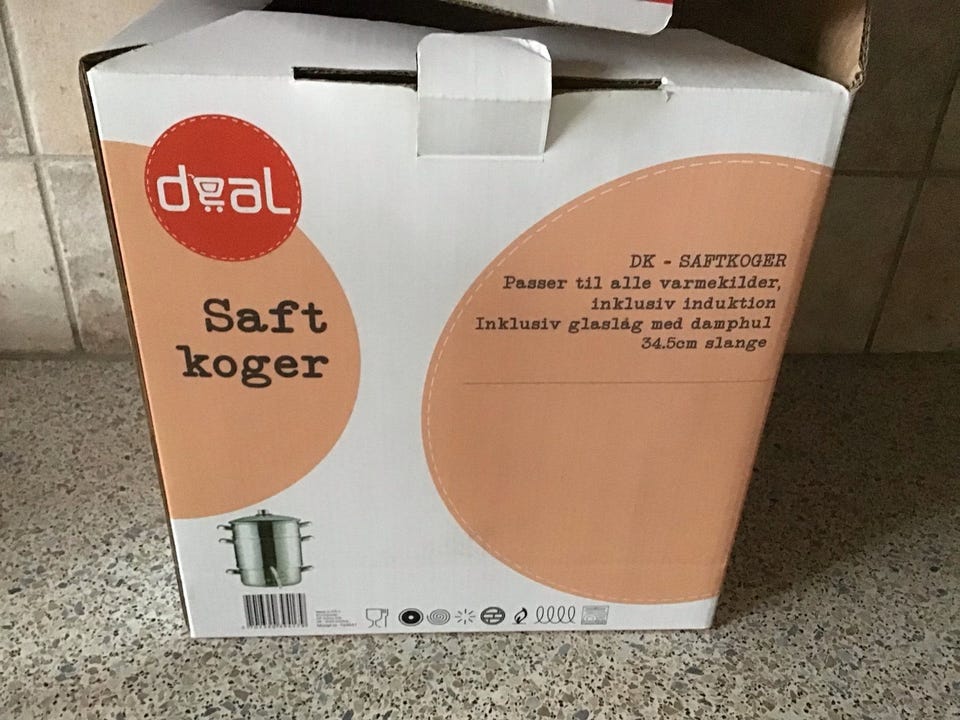 deal
Saft
koger
DK - SAFTKOGER
Passer til alle varmekilder,
inklusiv induktion
Inklusiv glaslåg med damphul
34.5cm slange